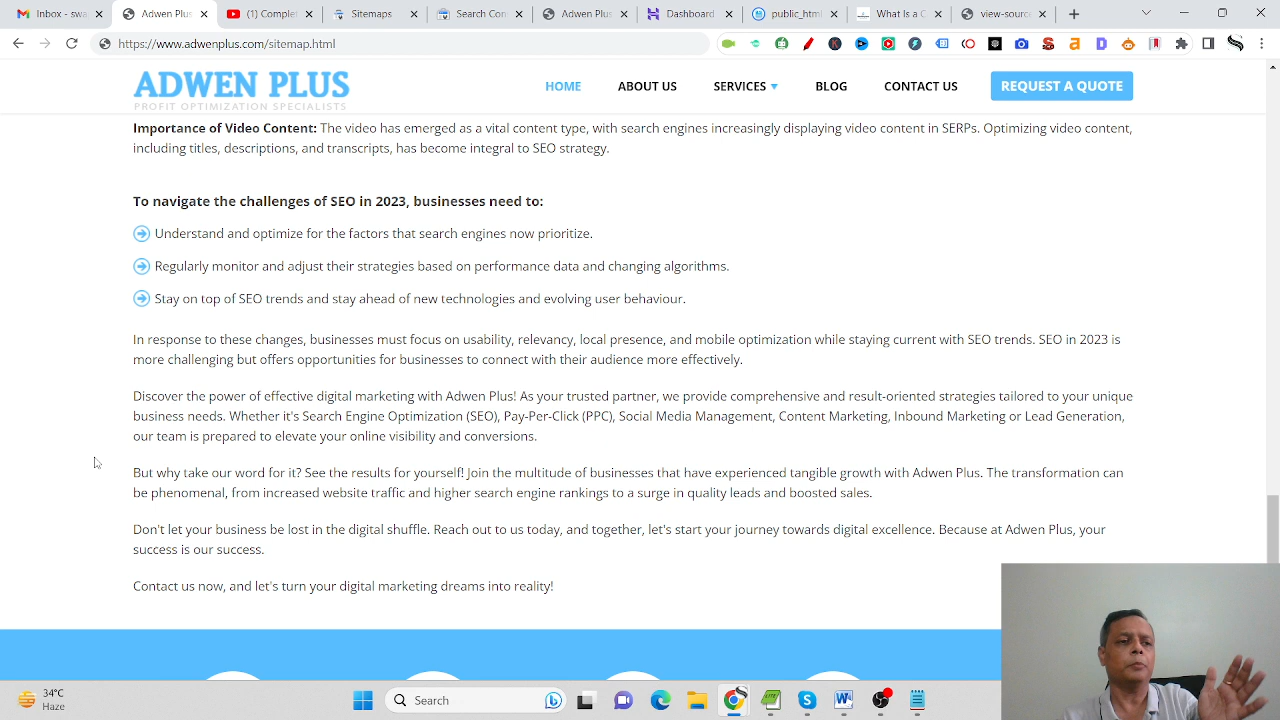 Inbox - swa
Adwen Plus
(1) Complet
Sitemaps
Search Con
Adwen Plus
Dashboard
public_html
What Is a C
view-source
https://www.adwenplus.com/sitemap.html
ADWEN PLUS
PROFIT OPTIMIZATION SPECIALISTS
HOME
ABOUT US
SERVICES
BLOG
CONTACT US
REQUEST A QUOTE
Importance of Video Content: The video has emerged as a vital content type, with search engines increasingly displaying video content in SERPs. Optimizing video content,
including titles, descriptions, and transcripts, has become integral to SEO strategy.
To navigate the challenges of SEO in 2023, businesses need to:
Understand and optimize for the factors that search engines now prioritize.
Regularly monitor and adjust their strategies based on performance data and changing algorithms.
Stay on top of SEO trends and stay ahead of new technologies and evolving user behaviour.
In response to these changes, businesses must focus on usability, relevancy, local presence, and mobile optimization while staying current with SEO trends. SEO in 2023 is
more challenging but offers opportunities for businesses to connect with their audience more effectively.
Discover the power of effective digital marketing with Adwen Plus! As your trusted partner, we provide comprehensive and result-oriented strategies tailored to your unique
business needs. Whether it's Search Engine Optimization (SEO), Pay-Per-Click (PPC), Social Media Management, Content Marketing, Inbound Marketing or Lead Generation,
our team is prepared to elevate your online visibility and conversions.
But why take our word for it? See the results for yourself! Join the multitude of businesses that have experienced tangible growth with Adwen Plus. The transformation can
be phenomenal, from increased website traffic and higher search engine rankings to a surge in quality leads and boosted sales.
Don't let your business be lost in the digital shuffle. Reach out to us today, and together, let's start your journey towards digital excellence. Because at Adwen Plus, your
success is our success.
Contact us now, and let's turn your digital marketing dreams into reality!
34°C
Haze
Search